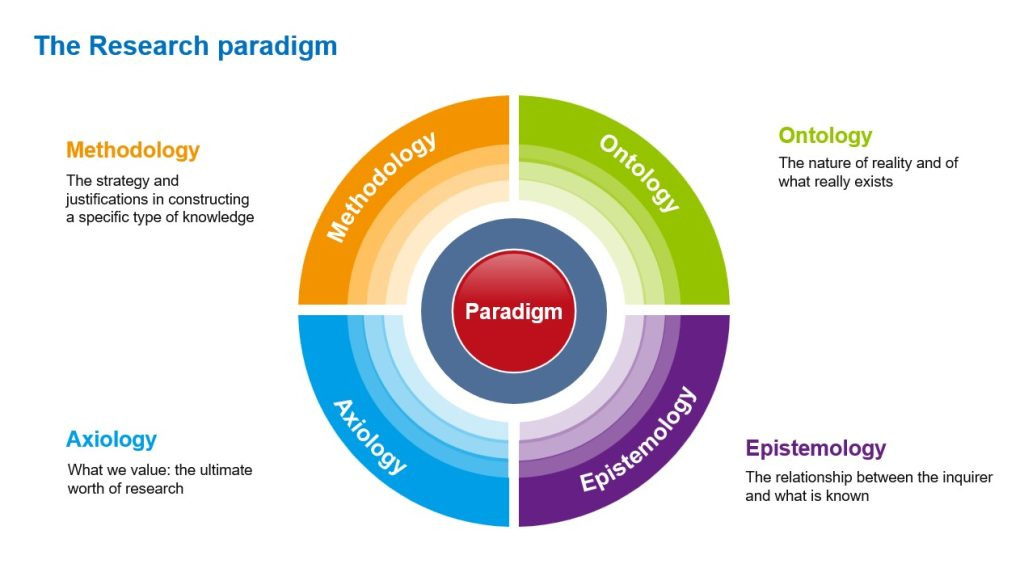 The Research paradigm
Methodology
The strategy and
justifications in constructing
a specific type of knowledge
Ontology
The nature of reality and of
what really exists
Methodology
Ontology
Paradigm
Axiology
Epistemology
Axiology
What we value: the ultimate
worth of research
Epistemology
The relationship between the inquirer
and what is known